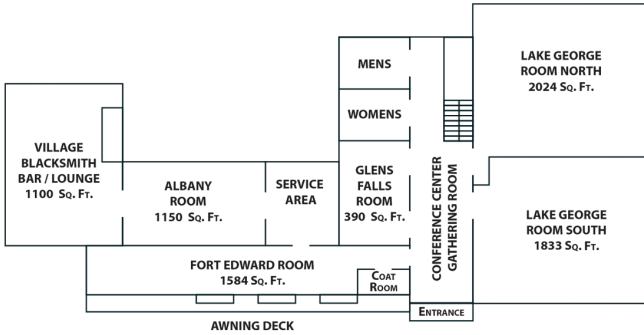 MENS
WOMENS
LAKE GEORGE
ROOM NORTH
2024 SQ. FT.
VILLAGE
BLACKSMITH
BAR / LOUNGE
1100 SQ. FT.
ALBANY
ROOM
1150 SQ. FT.
SERVICE
AREA
GLENS
FALLS
ROOM
390 SQ. FT.
CONFERENCE CENTER
GATHERING ROOM
LAKE GEORGE
ROOM SOUTH
1833 SQ. FT.
FORT EDWARD ROOM
1584 SQ. FT.
COAT
ROOM
ENTRANCE
AWNING DECK